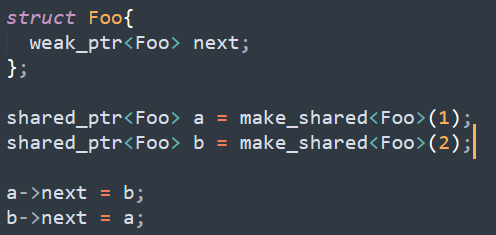 struct Foo{
  weak_ptr<Foo> next;
};

shared_ptr<Foo> a = make_shared<Foo>(1);
shared_ptr<Foo> b = make_shared<Foo>(2);

a->next = b;
b->next = a;